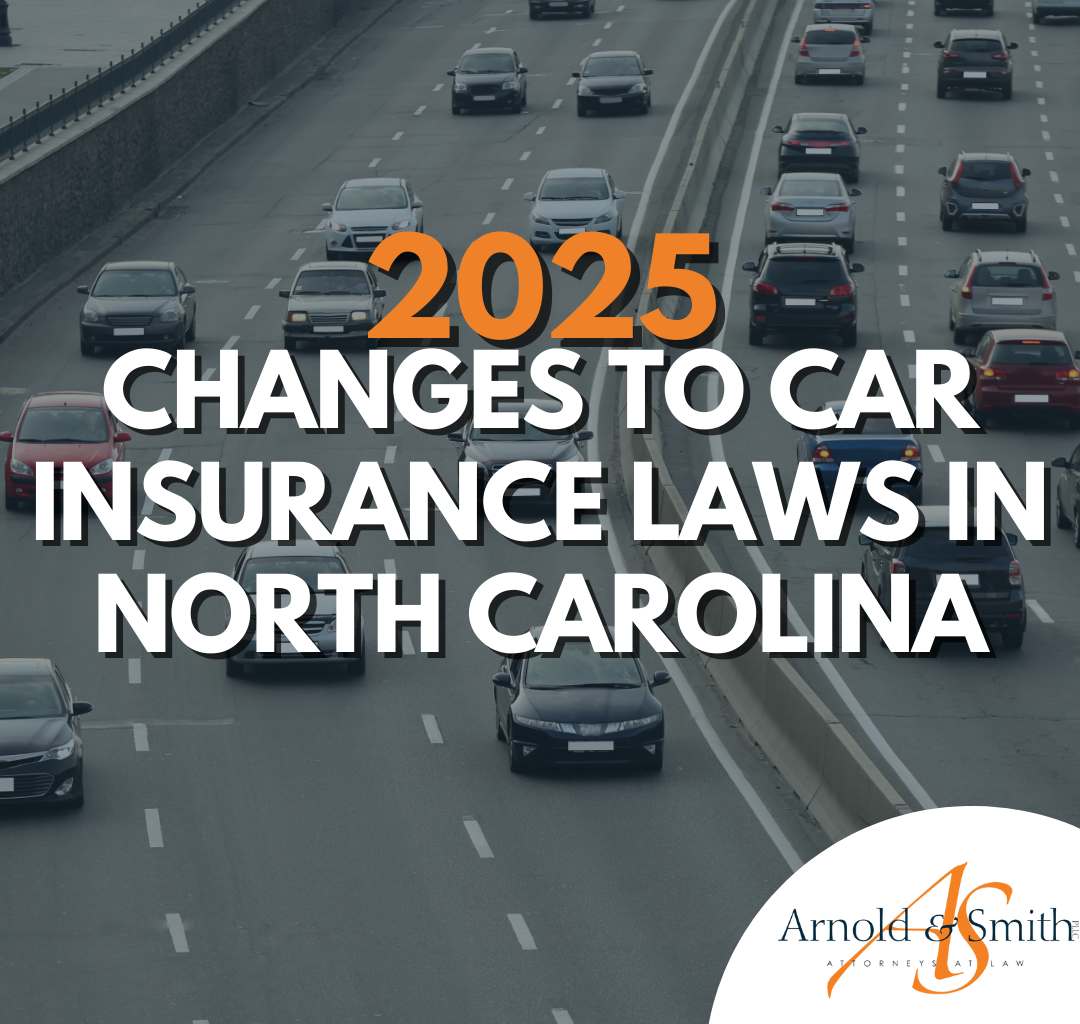 2025
CHANGES TO CAR
INSURANCE LAWS IN
NORTH CAROLINA
AS
Arnold & Smith PLLC
ATTORNEYS AT LAW